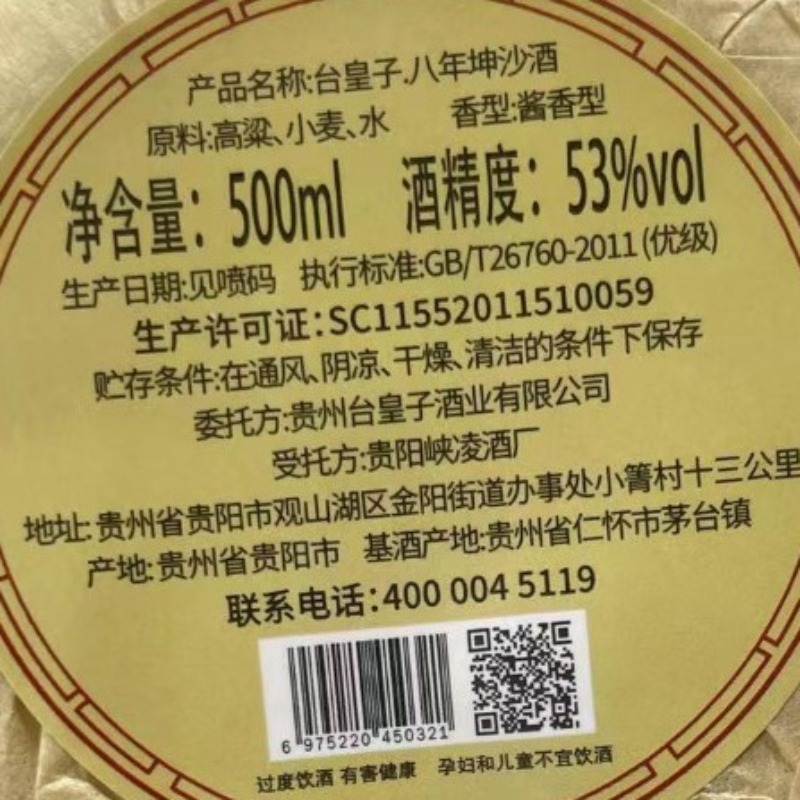 产品名称:台皇子.八年坤沙酒
原料:高粱、小麦、水 香型:酱香型
净含量：500ml 酒精度：53%vol
生产日期:见喷码 执行标准:GB/T26760-2011(优级)
生产许可证：SC11552011510059
贮存条件:在通风、阴凉、干燥、清洁的条件下保存
委托方:贵州台皇子酒业有限公司
受托方:贵阳峡凌酒厂
地址:贵州省贵阳市观山湖区金阳街道办事处小箐村十三公里
产地:贵州省贵阳市 基酒产地:贵州省仁怀市茅台镇
联系电话：400 004 5119
6 975220 450321
过度饮酒 有害健康 孕妇和儿童不宜饮酒